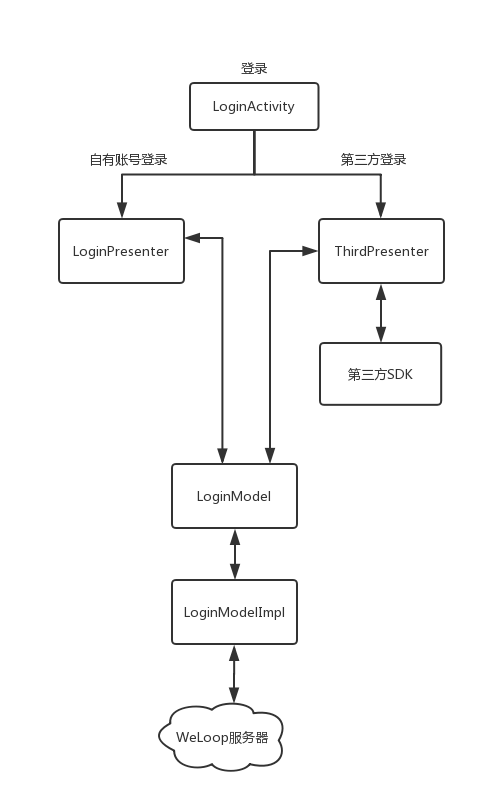 登录
LoginActivity
自有账号登录
第三方登录
LoginPresenter
ThirdPresenter
第三方SDK
LoginModel
LoginModelImpl
WeLoop服务器